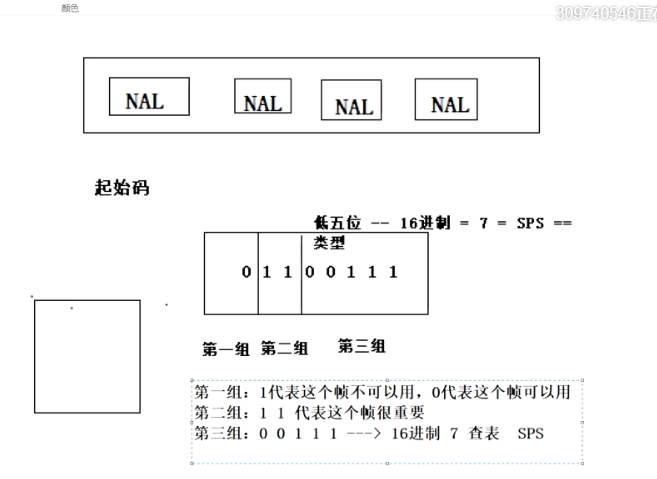 颜色
309740546正在
NAL NAL NAL NAL
起始码
低五位 -- 16进制 = 7 = SPS ==
类型
0 1 1 0 0 1 1 1
第一组 第二组 第三组
第一组：1代表这个帧不可以用，0代表这个帧可以用
第二组：1 1 代表这个帧很重要
第三组：0 0 1 1 1 ---> 16进制 7 查表 SPS